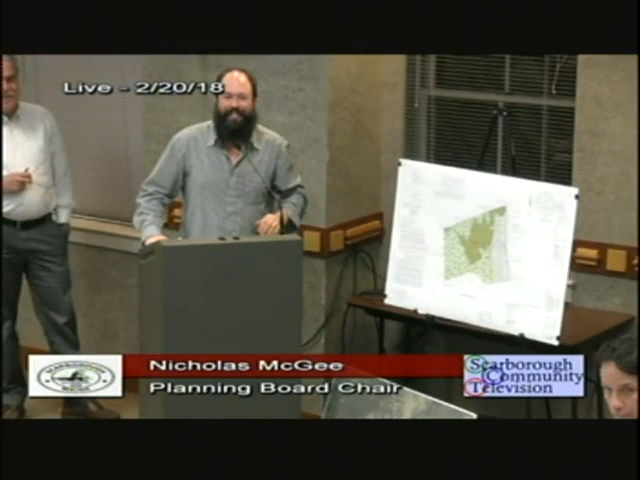 Live - 2/20/18
Nicholas McGee
Planning Board Chair
Scarborough
Community
Television